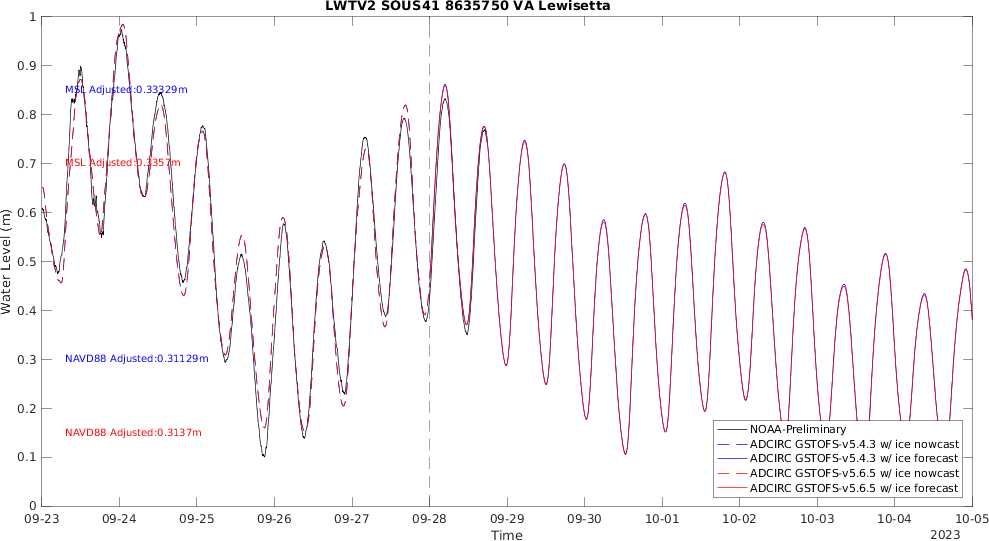 LWTV2 SOUS41 8635750 VA Lewisetta
1
0.9
0.8
0.7
0.6
0.5
0.4
0.3
0.2
0.1
0
Water Level (m)
MSL Adjusted:0.33329m
MSL Adjusted:0.3357m
NAVD88 Adjusted:0.31129m
NAVD88 Adjusted:0.3137m
NOAA-Preliminary
ADCIRC GSTOFS-v5.4.3 w/ ice nowcast
ADCIRC GSTOFS-v5.4.3 w/ ice forecast
ADCIRC GSTOFS-v5.6.5 w/ ice nowcast
ADCIRC GSTOFS-v5.6.5 w/ ice forecast
09-23 09-24 09-25 09-26 09-27 09-28 09-29 09-30 10-01 10-02 10-03 10-04 10-05
Time
2023